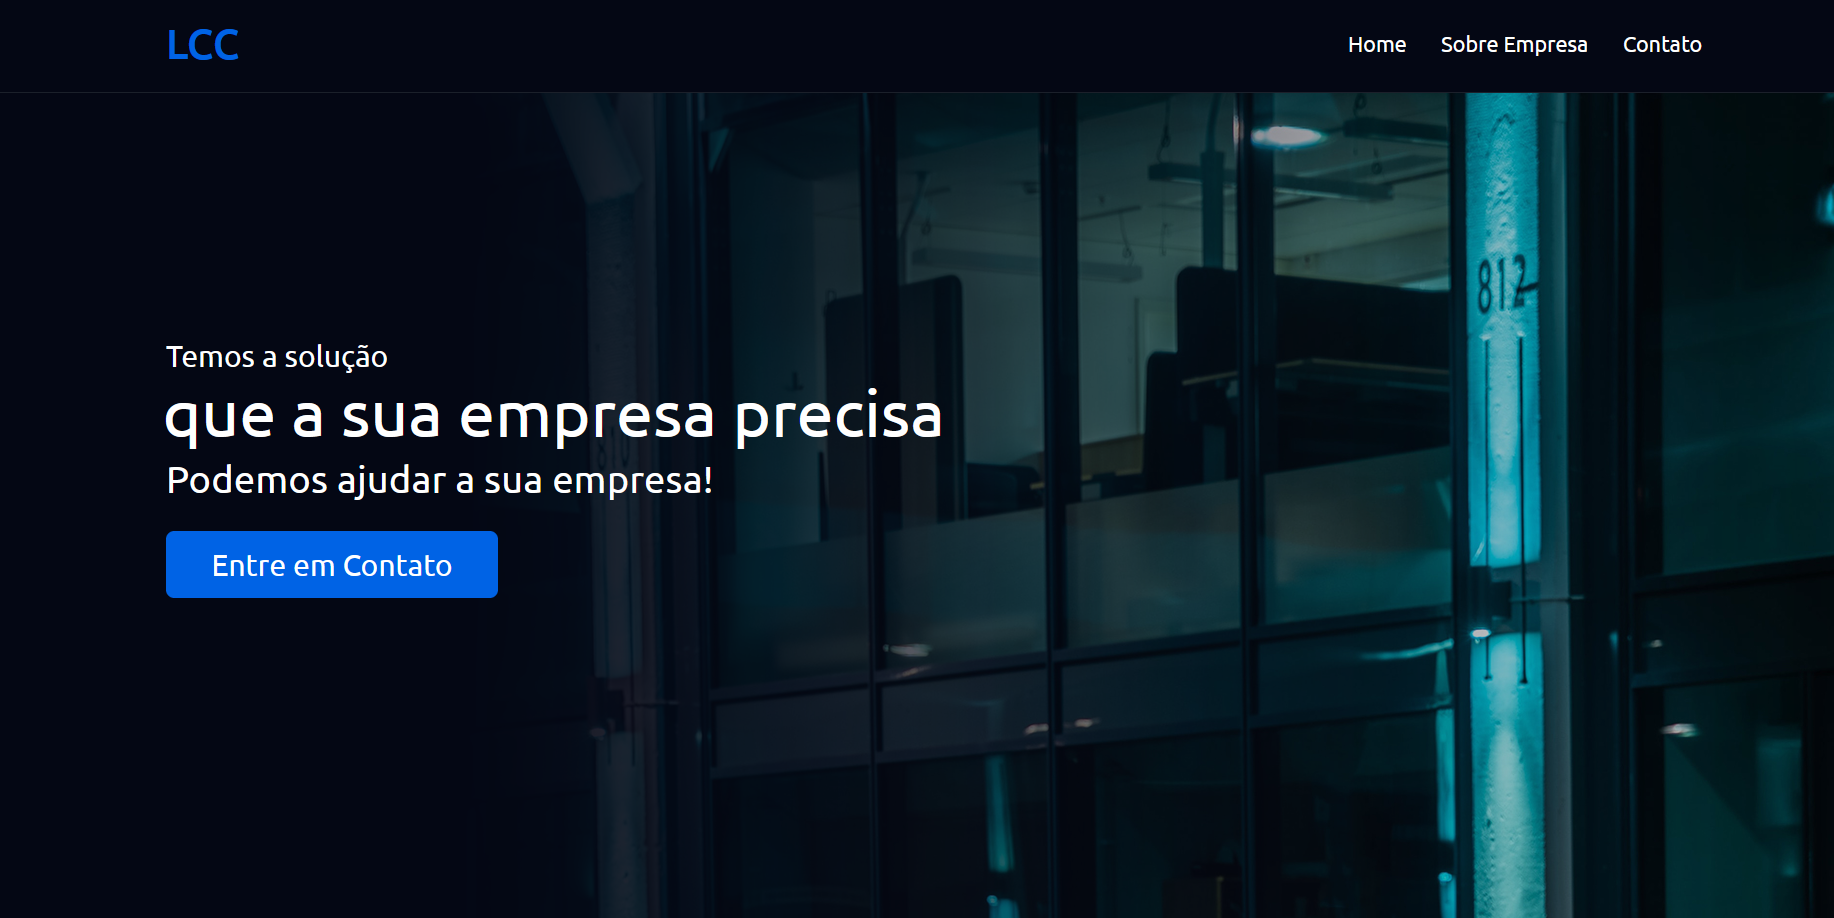 LCC
Home Sobre Empresa Contato
Temos a solução
que a sua empresa precisa
Podemos ajudar a sua empresa!
Entre em Contato
812